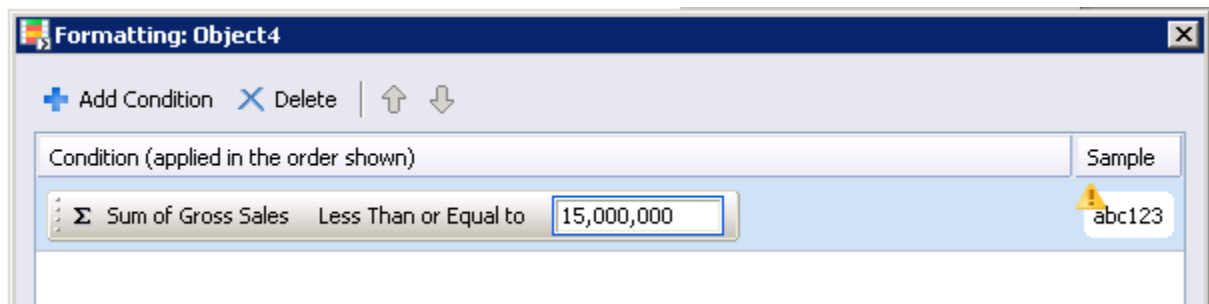 Formatting: Object4
Add Condition Delete
Condition (applied in the order shown) Sample
Σ Sum of Gross Sales Less Than or Equal to 15,000,000 abc123